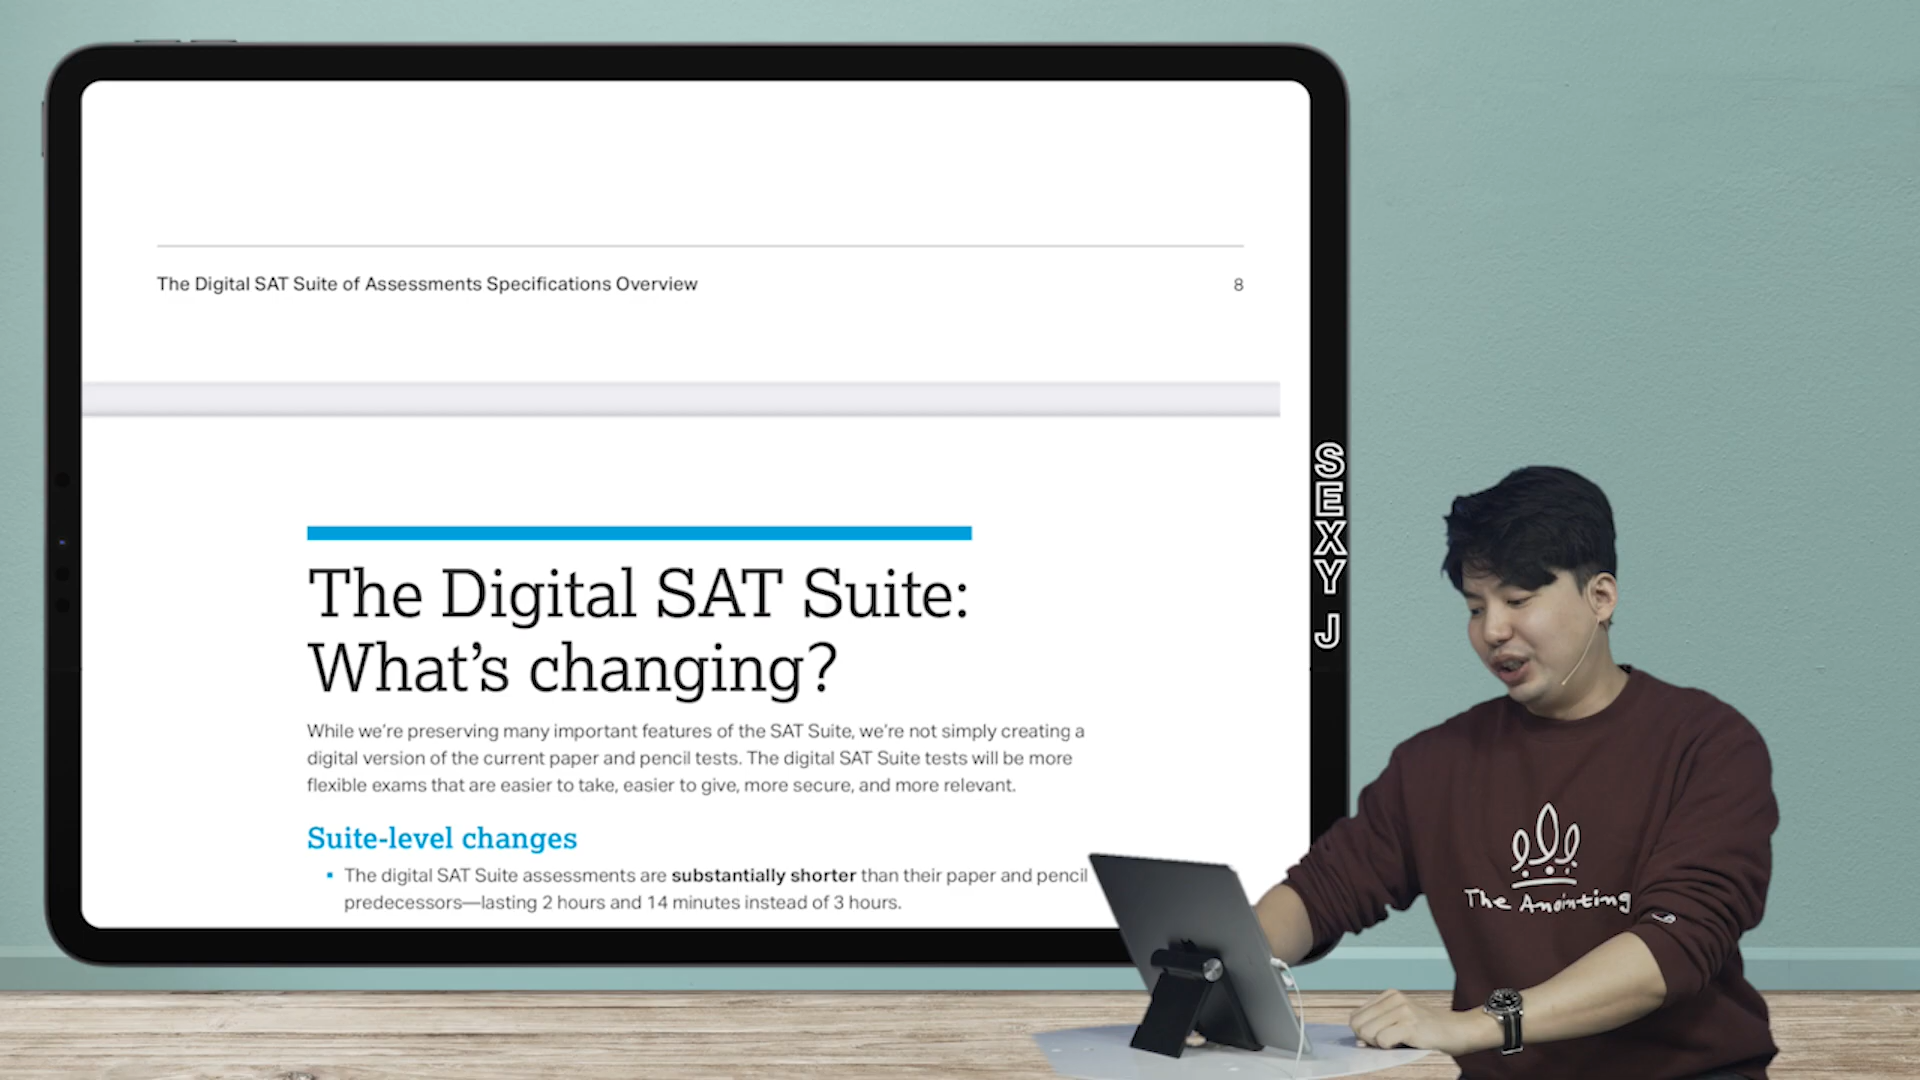 The Digital SAT Suite of Assessments Specifications Overview 8
The Digital SAT Suite:
What's changing?
While we're preserving many important features of the SAT Suite, we're not simply creating a
digital version of the current paper and pencil tests. The digital SAT Suite tests will be more
flexible exams that are easier to take, easier to give, more secure, and more relevant.
Suite-level changes
▪ The digital SAT Suite assessments are substantially shorter than their paper and pencil
predecessors—lasting 2 hours and 14 minutes instead of 3 hours.
SEXY J
The Anointing